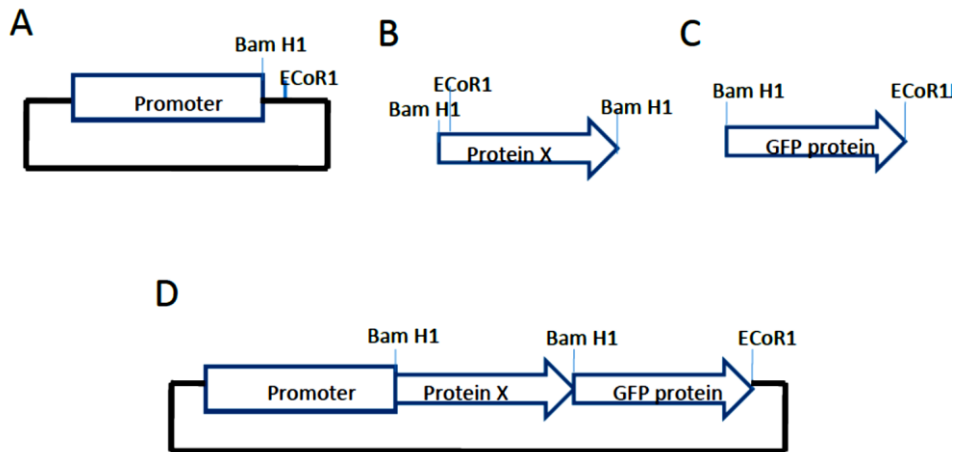 A
Bam H1
ECoR1
Promoter
B
ECoR1
Bam H1
Bam H1
Protein X
C
Bam H1
ECoR1
GFP protein
D
Bam H1
Bam H1
ECoR1
Promoter
Protein X
GFP protein